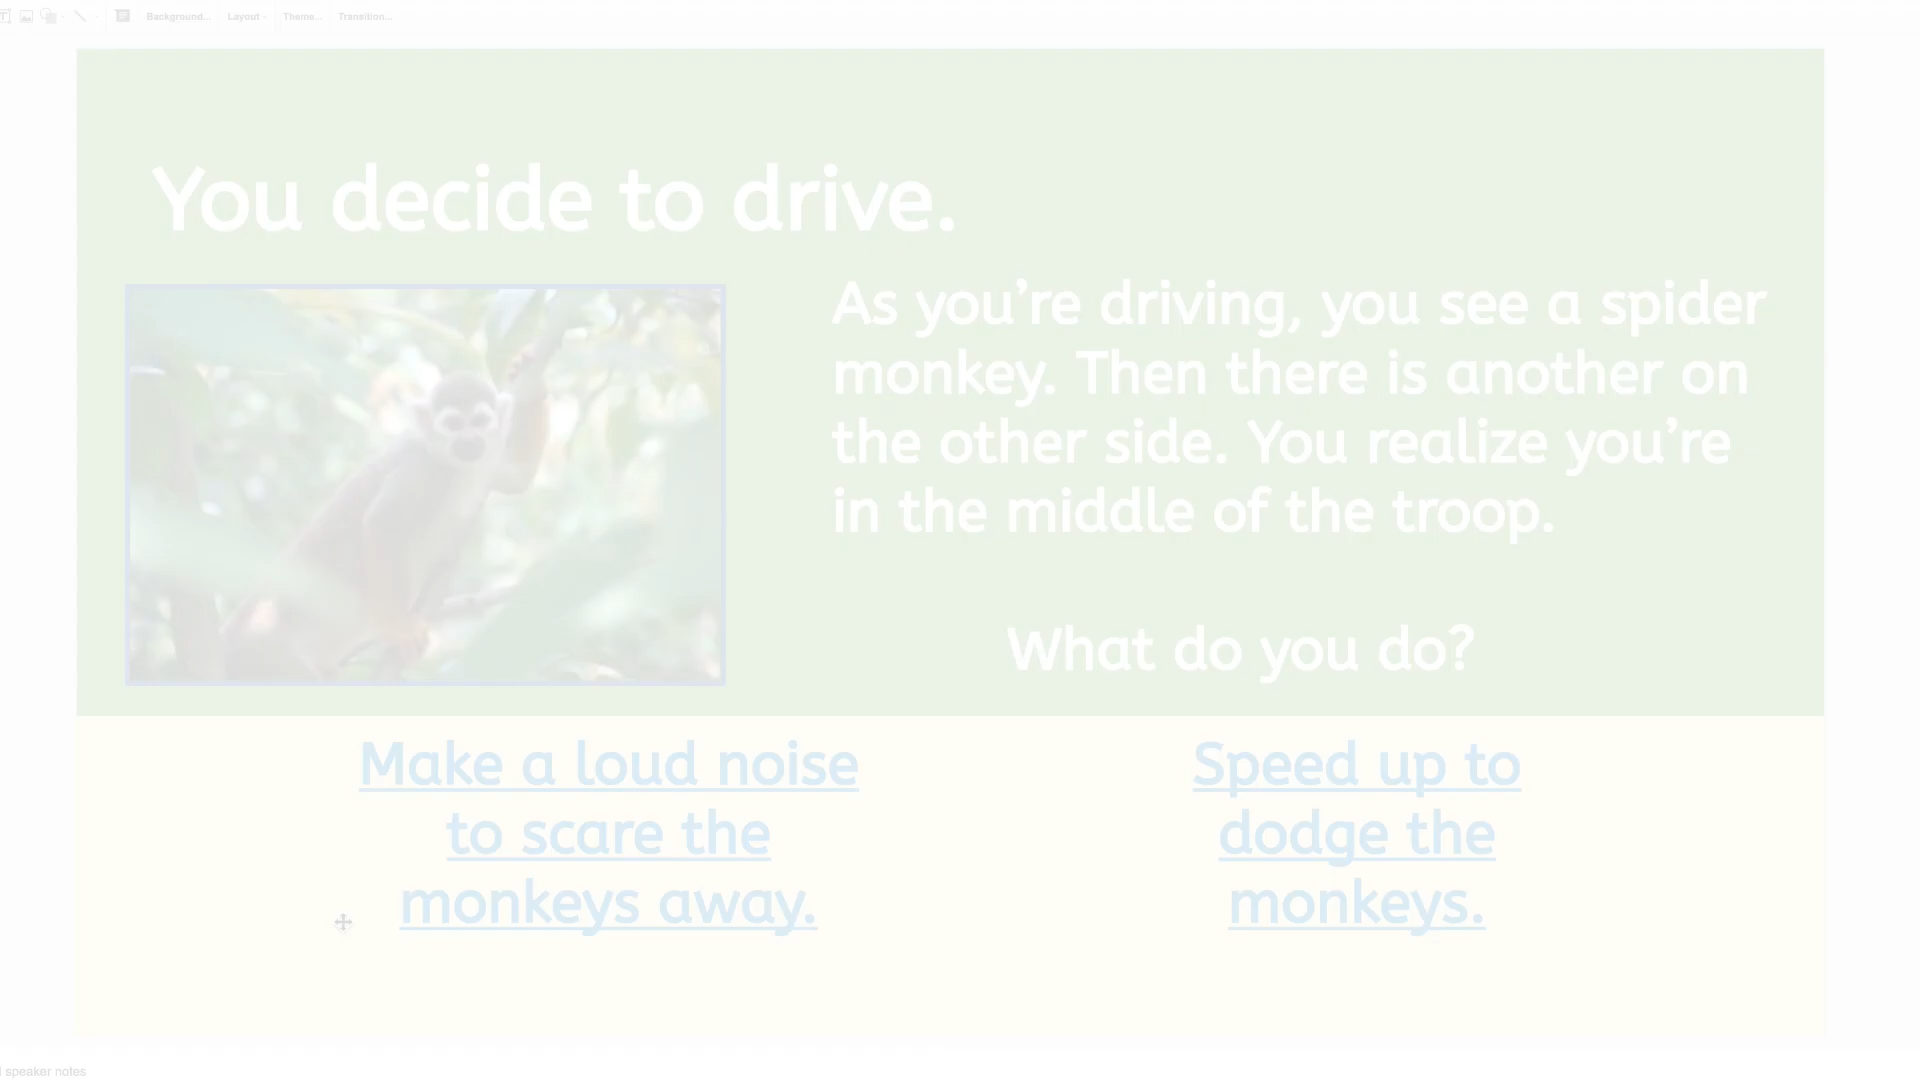 Background... Layout Theme... Transition...
You decide to drive.
As you’re driving, you see a spider
monkey. Then there is another on
the other side. You realize you’re
in the middle of the troop.
What do you do?
Make a loud noise
to scare the
monkeys away.
Speed up to
dodge the
monkeys.
speaker notes